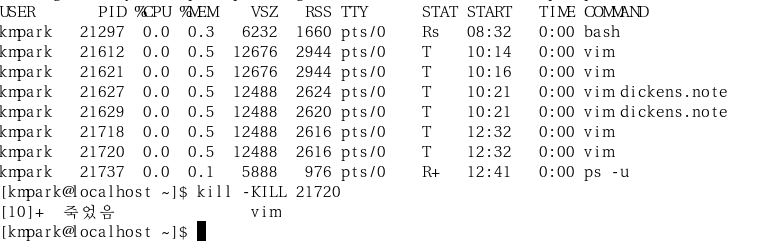 USER PID %CPU %MEM VSZ RSS TTY STAT START TIME COMMAND
kmpark 21297 0.0 0.3 6232 1660 pts/0 Rs 08:32 0:00 bash
kmpark 21612 0.0 0.5 12676 2944 pts/0 T 10:14 0:00 vim
kmpark 21621 0.0 0.5 12676 2944 pts/0 T 10:16 0:00 vim
kmpark 21627 0.0 0.5 12488 2624 pts/0 T 10:21 0:00 vim dickens.note
kmpark 21629 0.0 0.5 12488 2620 pts/0 T 10:21 0:00 vim dickens.note
kmpark 21718 0.0 0.5 12488 2616 pts/0 T 12:32 0:00 vim
kmpark 21720 0.0 0.5 12488 2616 pts/0 T 12:32 0:00 vim
kmpark 21737 0.0 0.1 5888 976 pts/0 R+ 12:41 0:00 ps -u
[kmpark@localhost ~]$ kill -KILL 21720
[10]+ 죽었음 vim
[kmpark@localhost ~]$